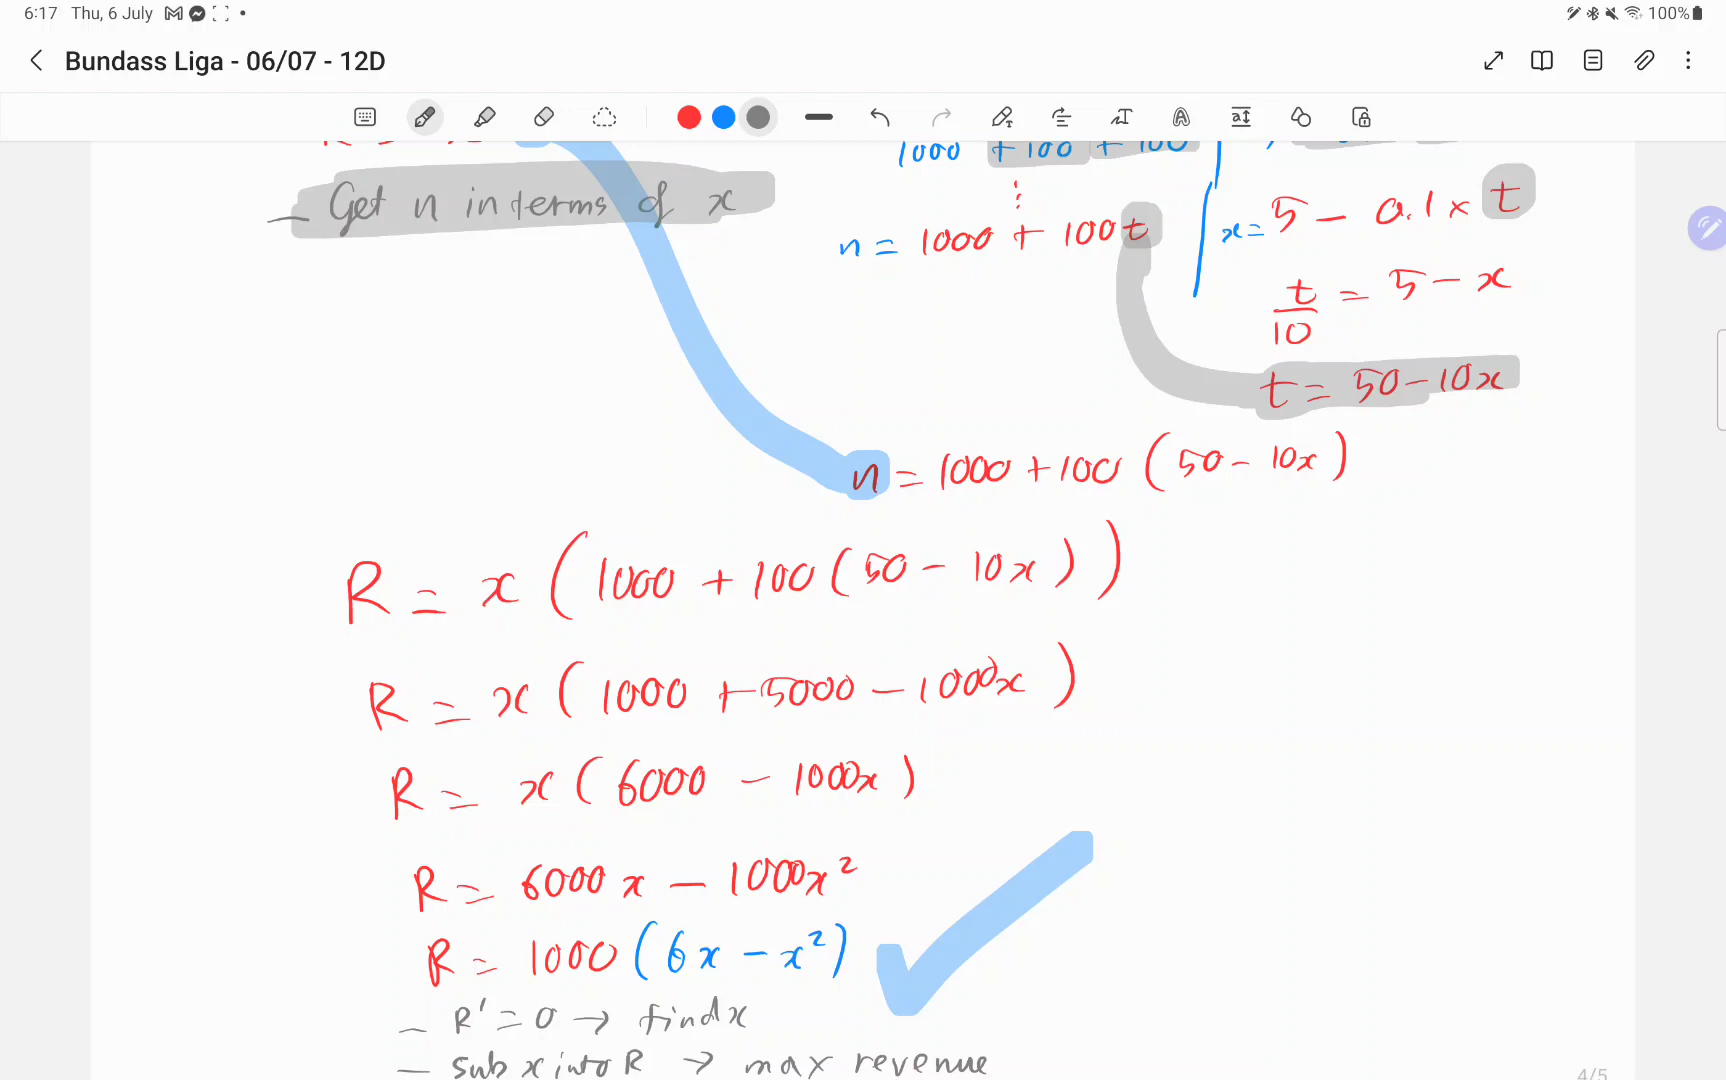 6:17 Thu, 6 July
100%
Bundass Liga - 06/07 - 12D
1000 + 100 + 100
- Get n in terms of x
n = 1000 + 100t
x = 5 - 0.1 x t
t/10 = 5 - x
t = 50 - 10x
n = 1000 + 100 (50 - 10x)
R = x (1000 + 100 (50 - 10x))
R = x (1000 + 5000 - 1000x)
R = x (6000 - 1000x)
R = 6000x - 1000x²
R = 1000 (6x - x²)
- R' = 0 → find x
- sub x into R → max revenue
4/5